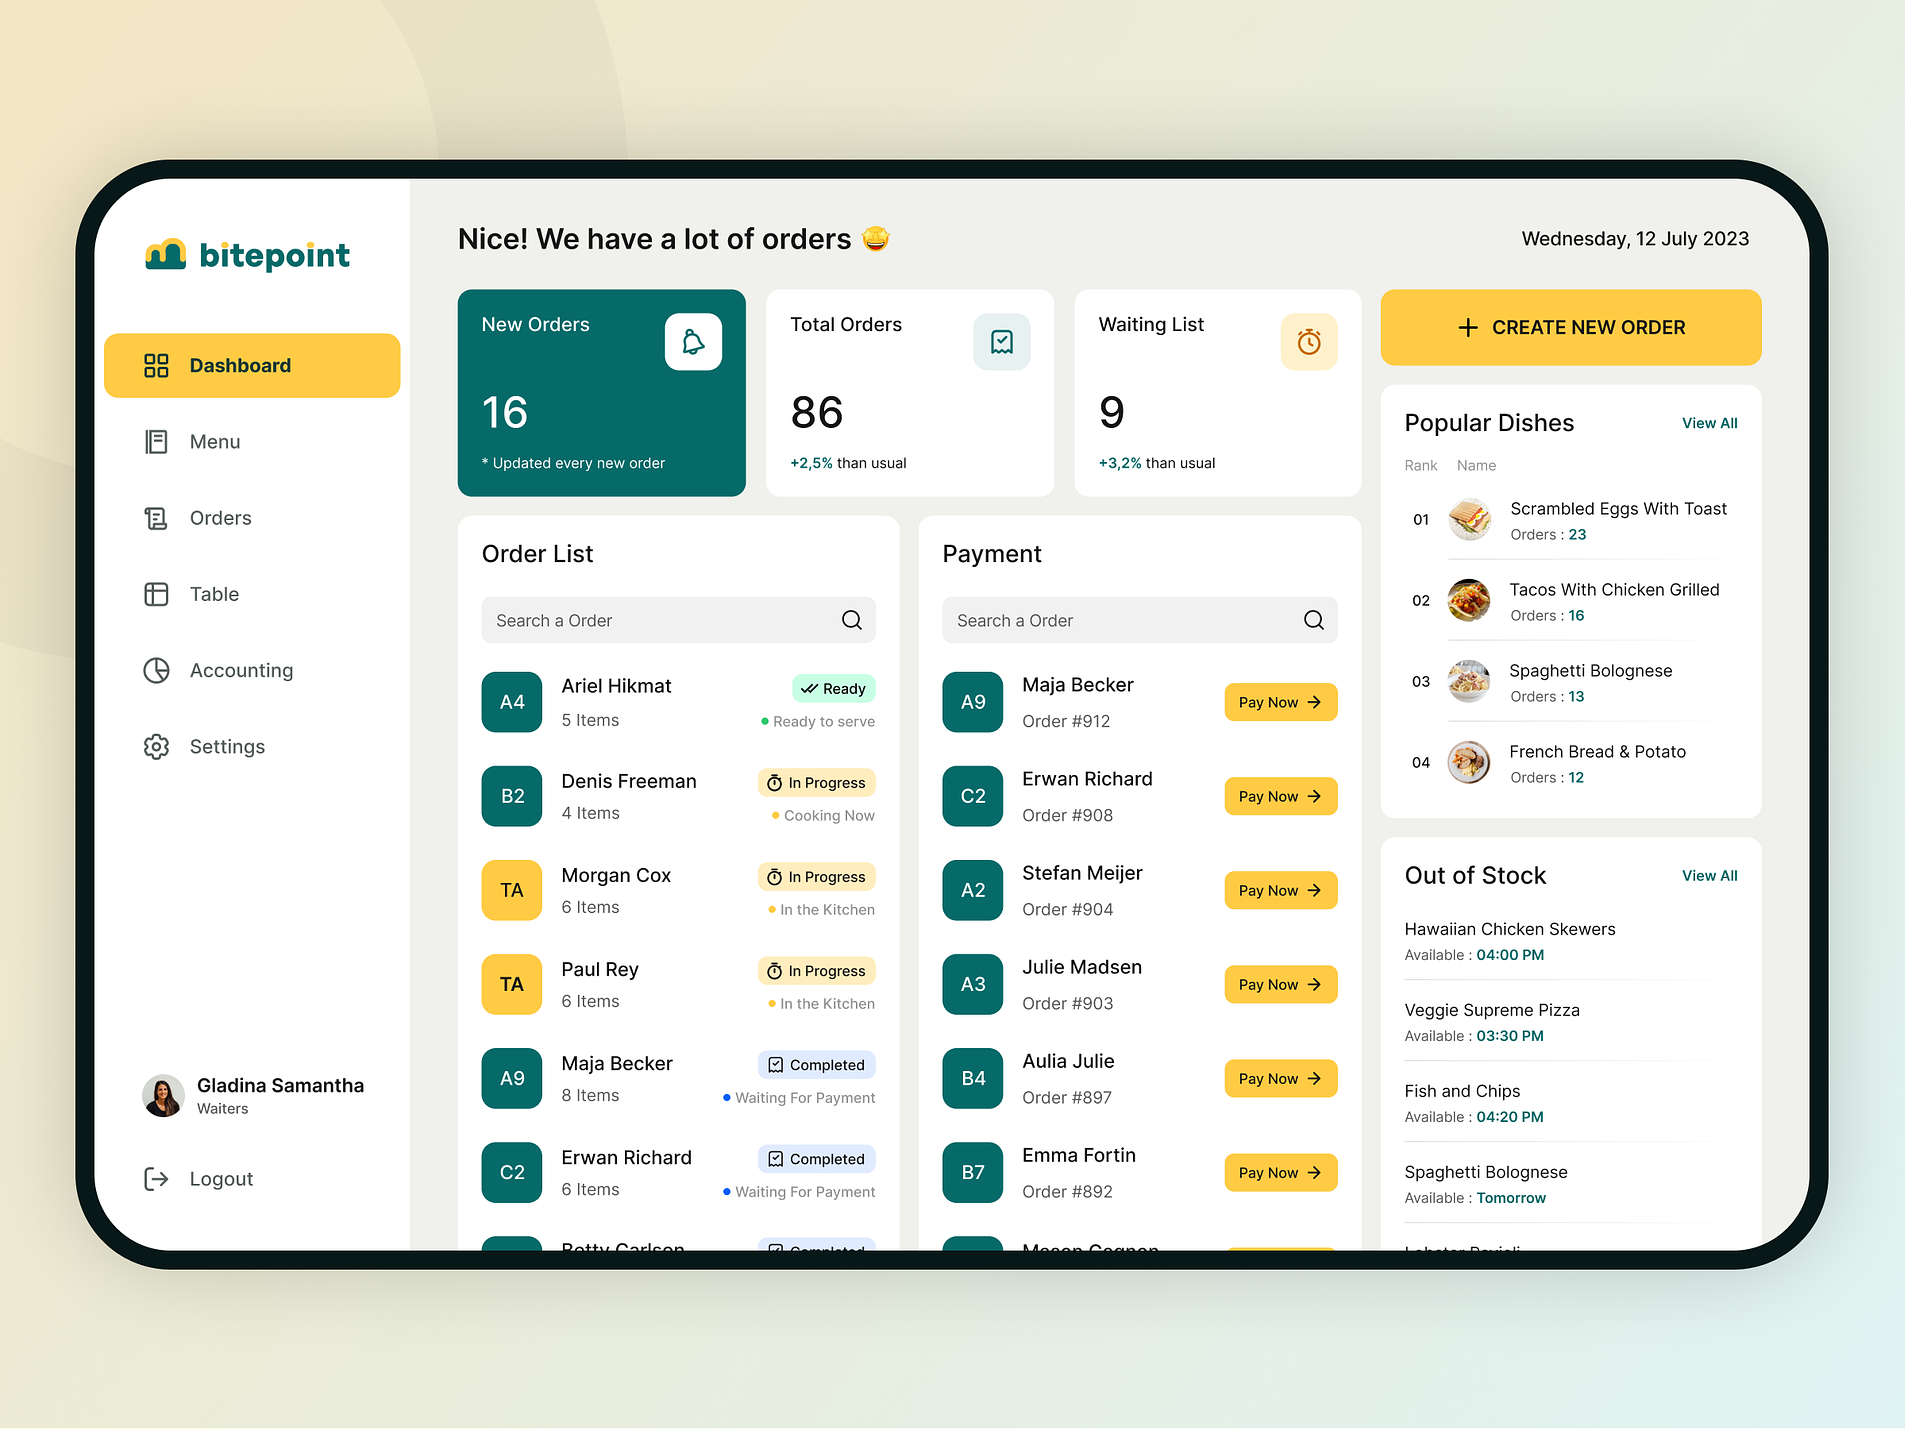 bitepoint
Dashboard
Menu
Orders
Table
Accounting
Settings
Gladina Samantha
Waiters
Logout
Nice! We have a lot of orders 🤩
Wednesday, 12 July 2023
New Orders
16
* Updated every new order
Total Orders
86
+2,5% than usual
Waiting List
9
+3,2% than usual
CREATE NEW ORDER
Order List
Search a Order
A4
Ariel Hikmat
5 Items
Ready
Ready to serve
B2
Denis Freeman
4 Items
In Progress
Cooking Now
TA
Morgan Cox
6 Items
In Progress
In the Kitchen
TA
Paul Rey
6 Items
In Progress
In the Kitchen
A9
Maja Becker
8 Items
Completed
Waiting For Payment
C2
Erwan Richard
6 Items
Completed
Waiting For Payment
Betty Carlson
Completed
Payment
Search a Order
A9
Maja Becker
Order #912
Pay Now
C2
Erwan Richard
Order #908
Pay Now
A2
Stefan Meijer
Order #904
Pay Now
A3
Julie Madsen
Order #903
Pay Now
B4
Aulia Julie
Order #897
Pay Now
B7
Emma Fortin
Order #892
Pay Now
Popular Dishes
View All
Rank Name
01
Scrambled Eggs With Toast
Orders : 23
02
Tacos With Chicken Grilled
Orders : 16
03
Spaghetti Bolognese
Orders : 13
04
French Bread & Potato
Orders : 12
Out of Stock
View All
Hawaiian Chicken Skewers
Available : 04:00 PM
Veggie Supreme Pizza
Available : 03:30 PM
Fish and Chips
Available : 04:20 PM
Spaghetti Bolognese
Available : Tomorrow